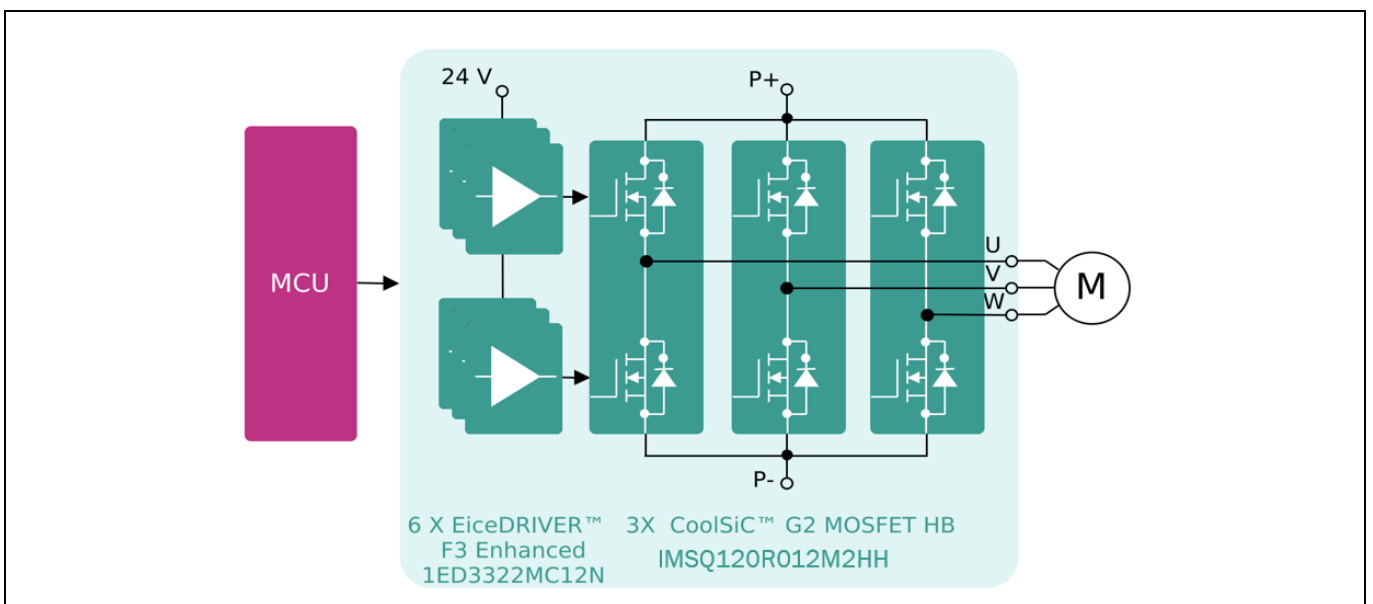 24 V
P+
MCU
U
V
W
M
P-
6 X EiceDRIVER™
F3 Enhanced
1ED3322MC12N
3X CoolSiC™ G2 MOSFET HB
IMSQ120R012M2HH